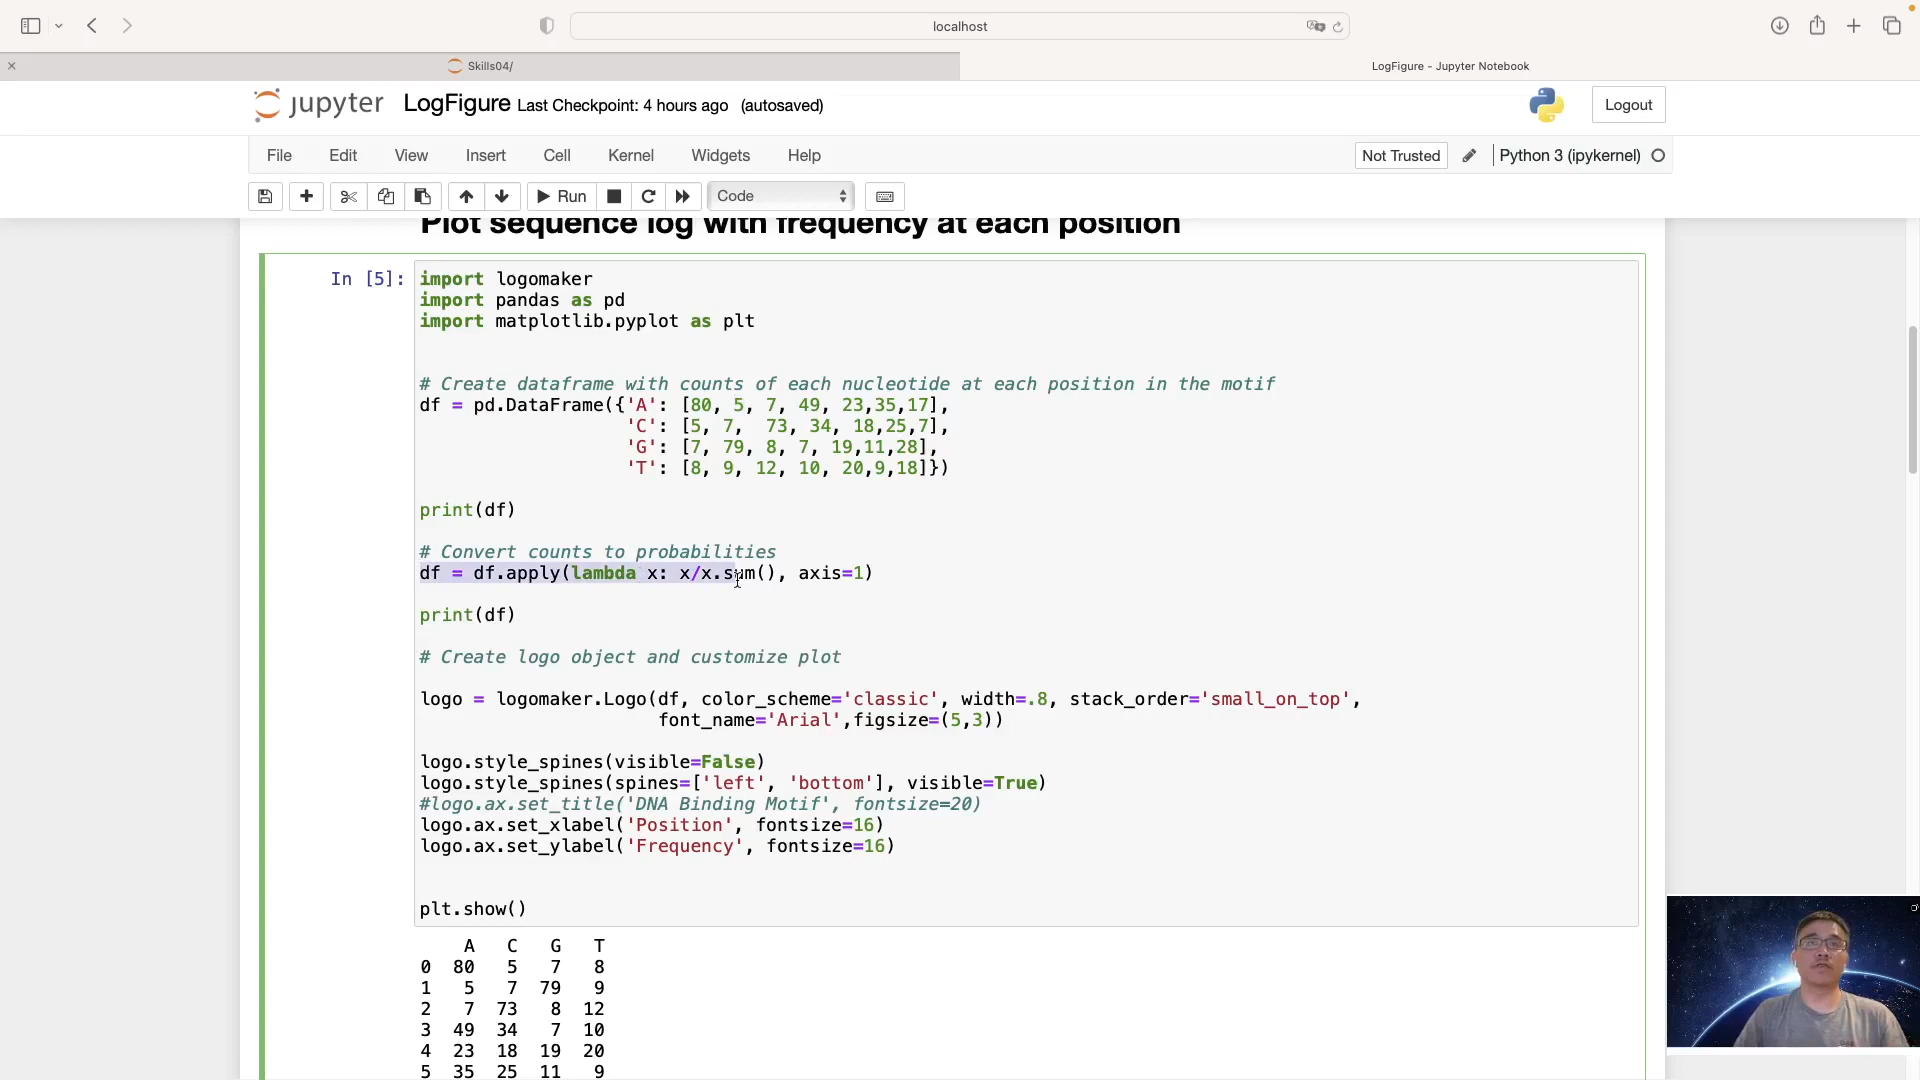 localhost
Skills04/
LogFigure - Jupyter Notebook
jupyter LogFigure Last Checkpoint: 4 hours ago (autosaved)
Logout
File Edit View Insert Cell Kernel Widgets Help
Not Trusted
Python 3 (ipykernel)
Run
Code
Plot sequence log with frequency at each position
In [5]:
import logomaker
import pandas as pd
import matplotlib.pyplot as plt
# Create dataframe with counts of each nucleotide at each position in the motif
df = pd.DataFrame({'A': [80, 5, 7, 49, 23,35,17],
'C': [5, 7, 73, 34, 18,25,7],
'G': [7, 79, 8, 7, 19,11,28],
'T': [8, 9, 12, 10, 20,9,18]})
print(df)
# Convert counts to probabilities
df = df.apply(lambda x: x/x.sum(), axis=1)
print(df)
# Create logo object and customize plot
logo = logomaker.Logo(df, color_scheme='classic', width=.8, stack_order='small_on_top',
font_name='Arial',figsize=(5,3))
logo.style_spines(visible=False)
logo.style_spines(spines=['left', 'bottom'], visible=True)
#logo.ax.set_title('DNA Binding Motif', fontsize=20)
logo.ax.set_xlabel('Position', fontsize=16)
logo.ax.set_ylabel('Frequency', fontsize=16)
plt.show()
A C G T
0 80 5 7 8
1 5 7 79 9
2 7 73 8 12
3 49 34 7 10
4 23 18 19 20
5 35 25 11 9